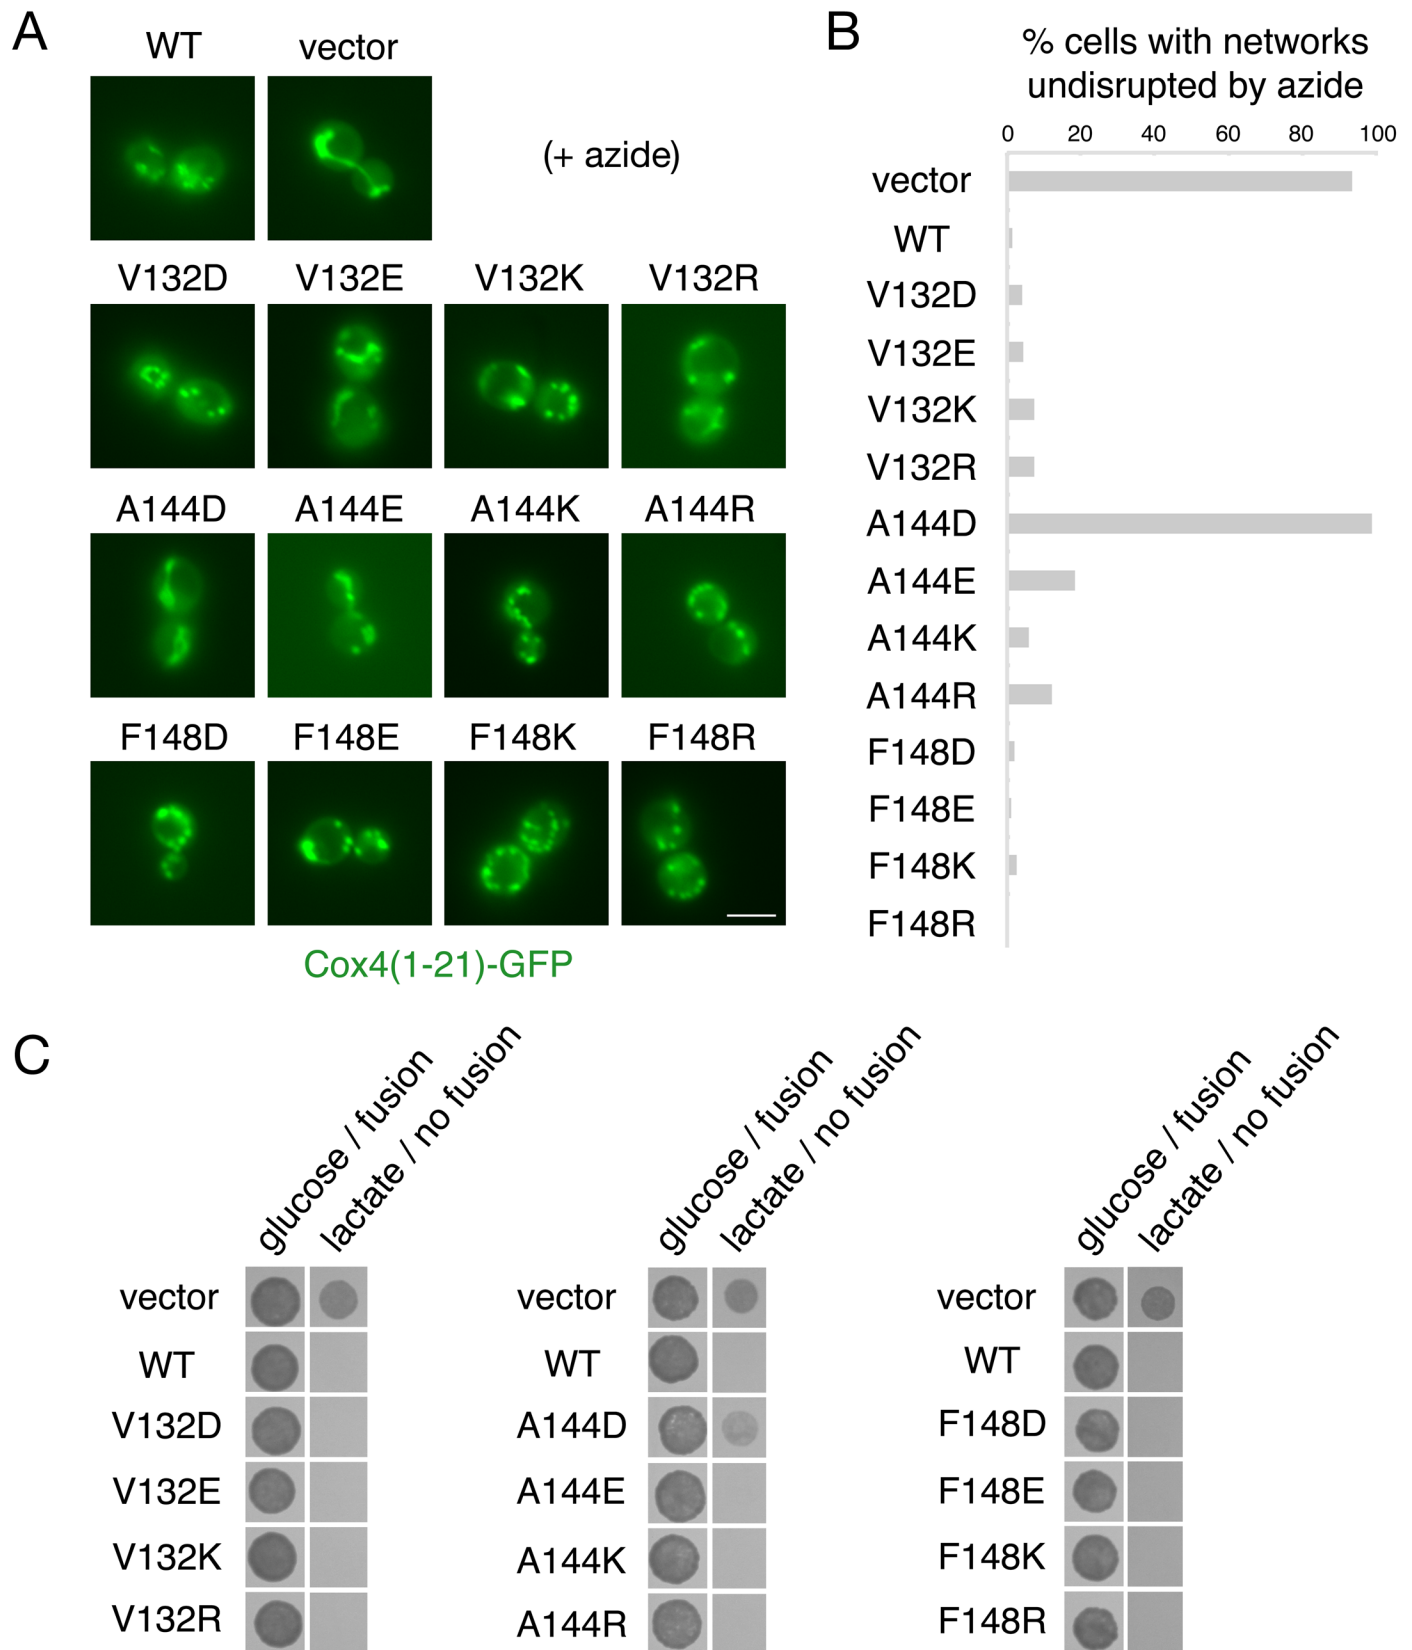 A
WT
vector
(+ azide)
V132D
V132E
V132K
V132R
A144D
A144E
A144K
A144R
F148D
F148E
F148K
F148R
Cox4(1-21)-GFP
B
% cells with networks
undisrupted by azide
0 20 40 60 80 100
vector
WT
V132D
V132E
V132K
V132R
A144D
A144E
A144K
A144R
F148D
F148E
F148K
F148R
C
glucose / fusion
lactate / no fusion
vector
WT
V132D
V132E
V132K
V132R
glucose / fusion
lactate / no fusion
vector
WT
A144D
A144E
A144K
A144R
glucose / fusion
lactate / no fusion
vector
WT
F148D
F148E
F148K
F148R